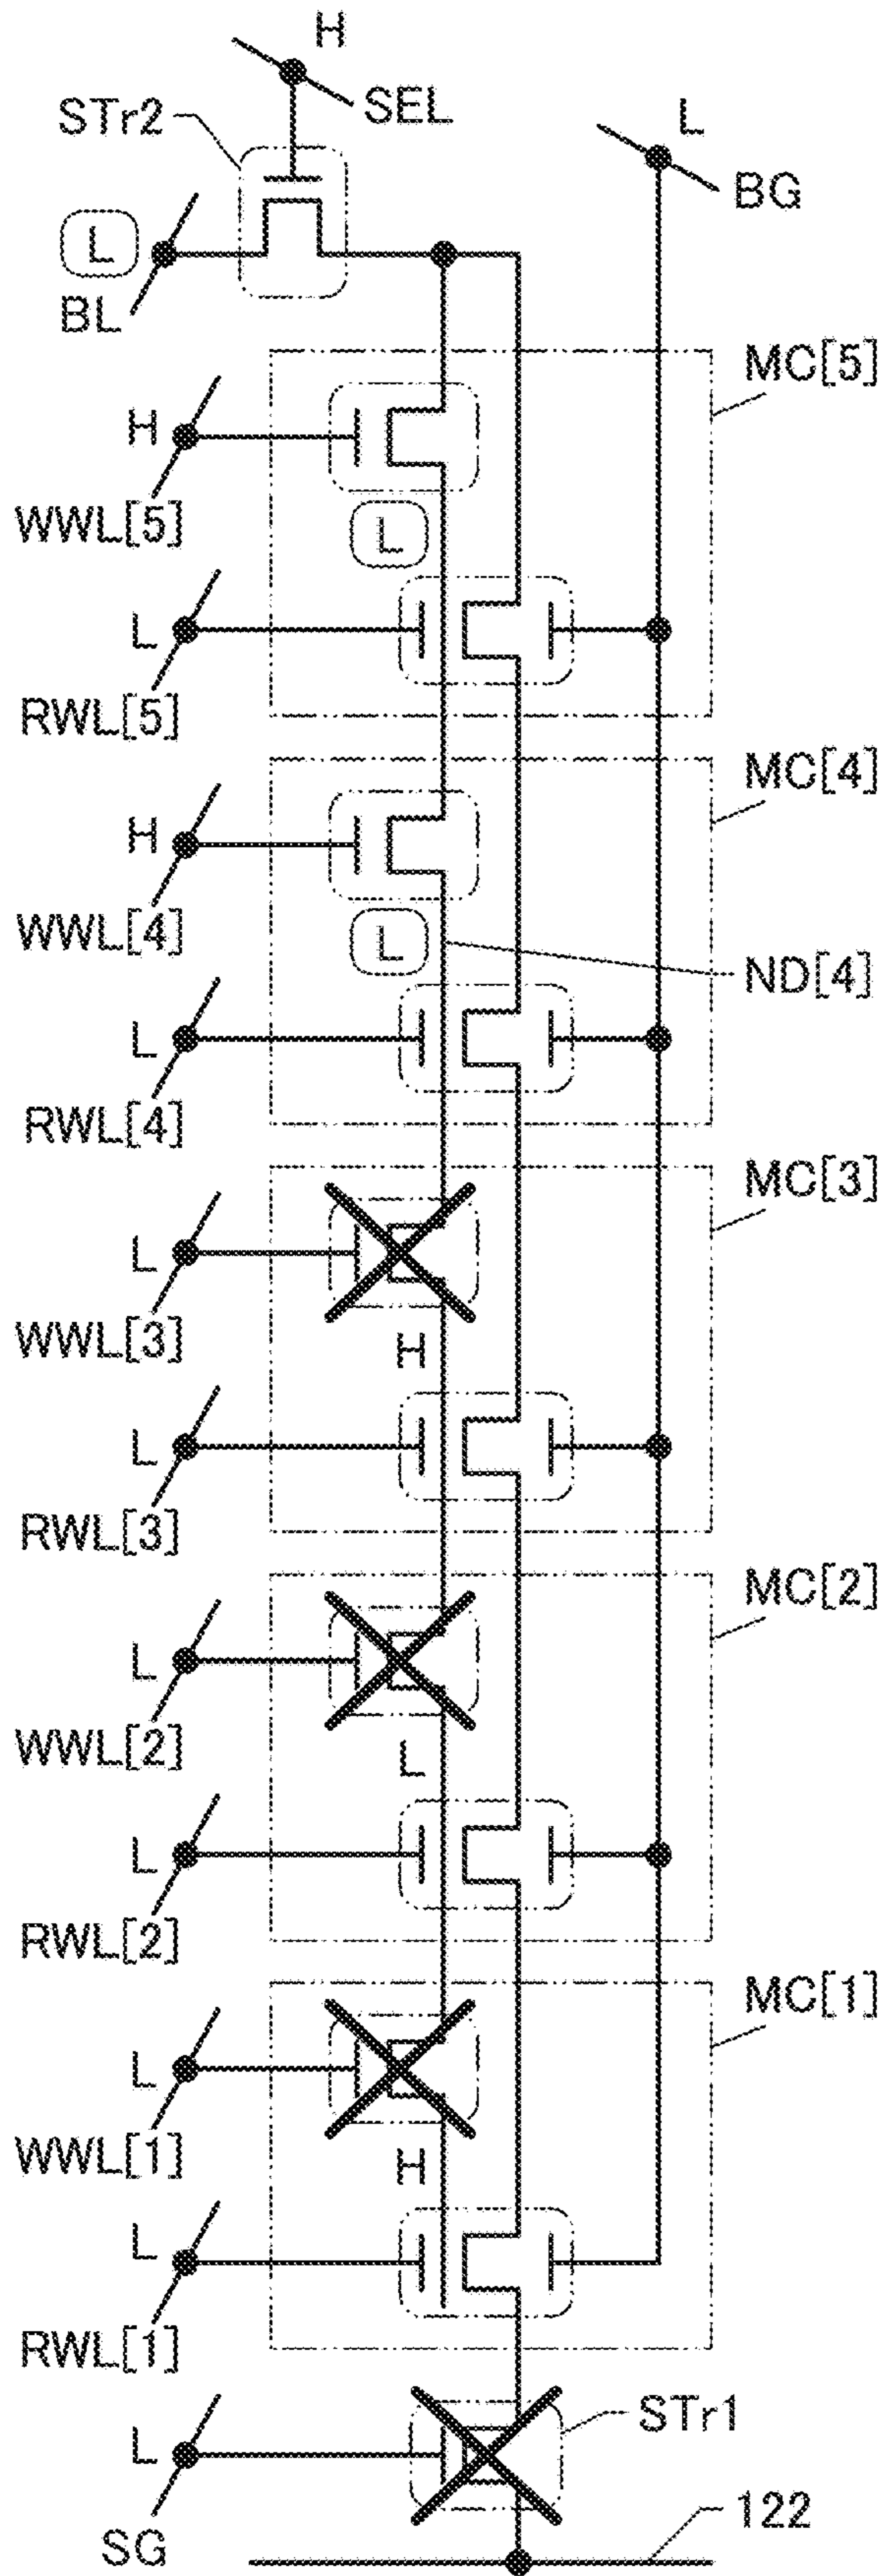 H
SEL
STr2
L
BG
L
BL
MC[5]
H
WWL[5]
L
L
RWL[5]
MC[4]
H
WWL[4]
L
ND[4]
L
RWL[4]
MC[3]
L
WWL[3]
H
L
RWL[3]
MC[2]
L
WWL[2]
L
L
RWL[2]
MC[1]
L
WWL[1]
H
L
RWL[1]
STr1
L
SG
122